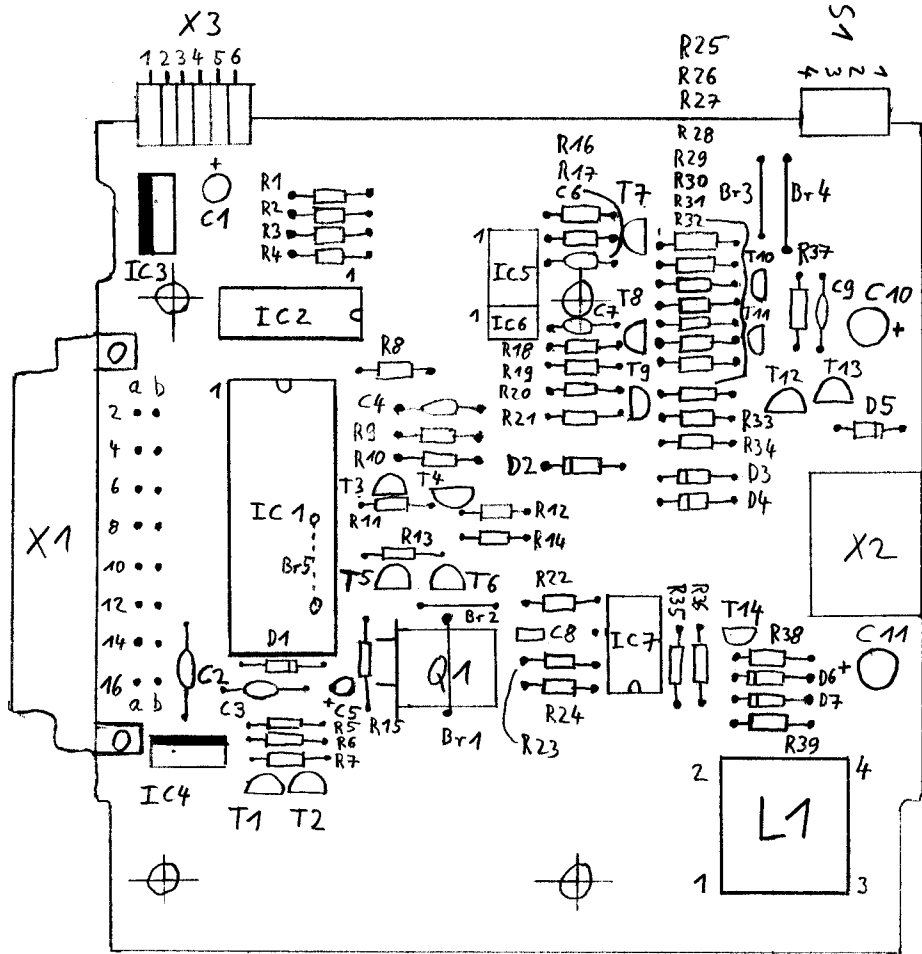 X3
1 2 3 4 5 6
S1
4 3 2 1
R25
R26
R27
R28
R29
R30
R31
R32
R16
R17
C6
T7
Br3
Br4
+
C1
R1
R2
R3
R4
IC3
1
IC2
1
IC5
1
IC6
T8
C7
T10
T11
R37
C9
C10
+
R18
R19
R20
R21
T9
T12
T13
D5
R8
C4
R9
R10
D2
R33
R34
D3
D4
a b
2
4
6
8
10
12
14
16
a b
X1
1
IC1
Br5
T3
T4
R11
R12
R13
R14
T5
T6
X2
R22
Br2
C8
IC7
R35
R36
T14
R38
C11
+
D6
D7
R39
D1
C2
C3
+
C5
R15
Q1
Br1
R24
R23
R5
R6
R7
IC4
T1
T2
2
4
L1
1
3